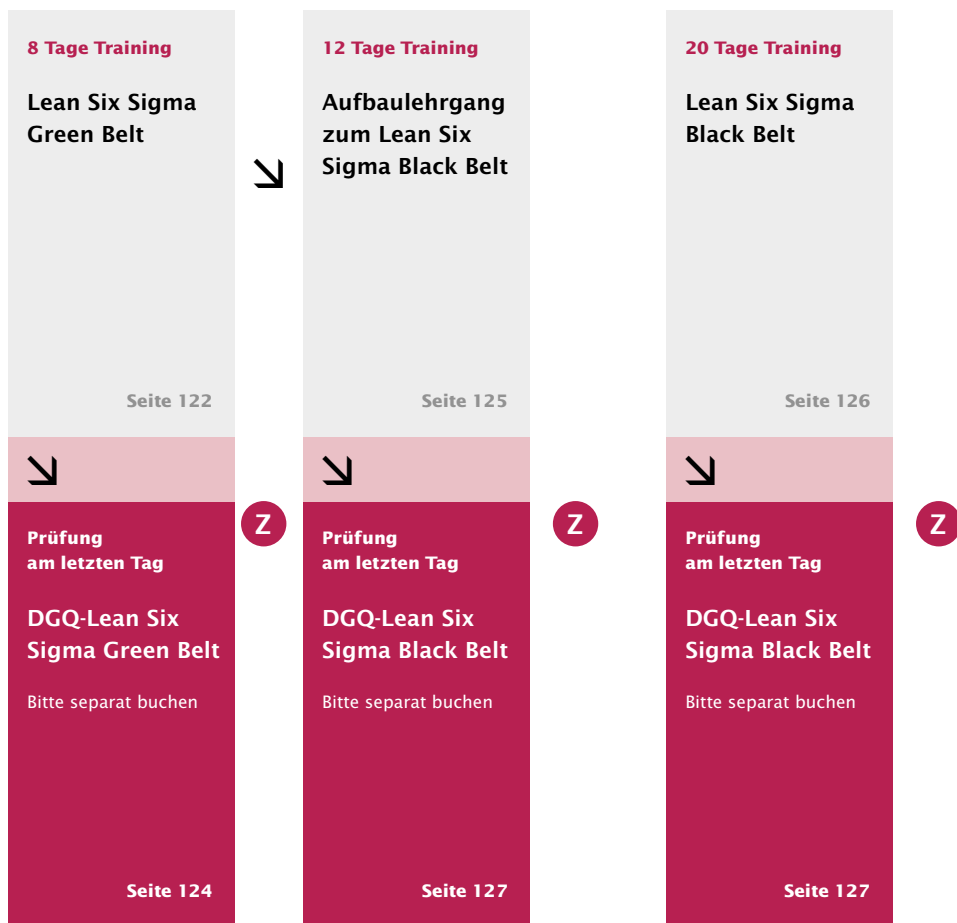 8 Tage Training
Lean Six Sigma
Green Belt
Seite 122
Prüfung
am letzten Tag
DGQ-Lean Six
Sigma Green Belt
Bitte separat buchen
Seite 124
Z
12 Tage Training
Aufbaulehrgang
zum Lean Six
Sigma Black Belt
Seite 125
Prüfung
am letzten Tag
DGQ-Lean Six
Sigma Black Belt
Bitte separat buchen
Seite 127
Z
20 Tage Training
Lean Six Sigma
Black Belt
Seite 126
Prüfung
am letzten Tag
DGQ-Lean Six
Sigma Black Belt
Bitte separat buchen
Seite 127
Z